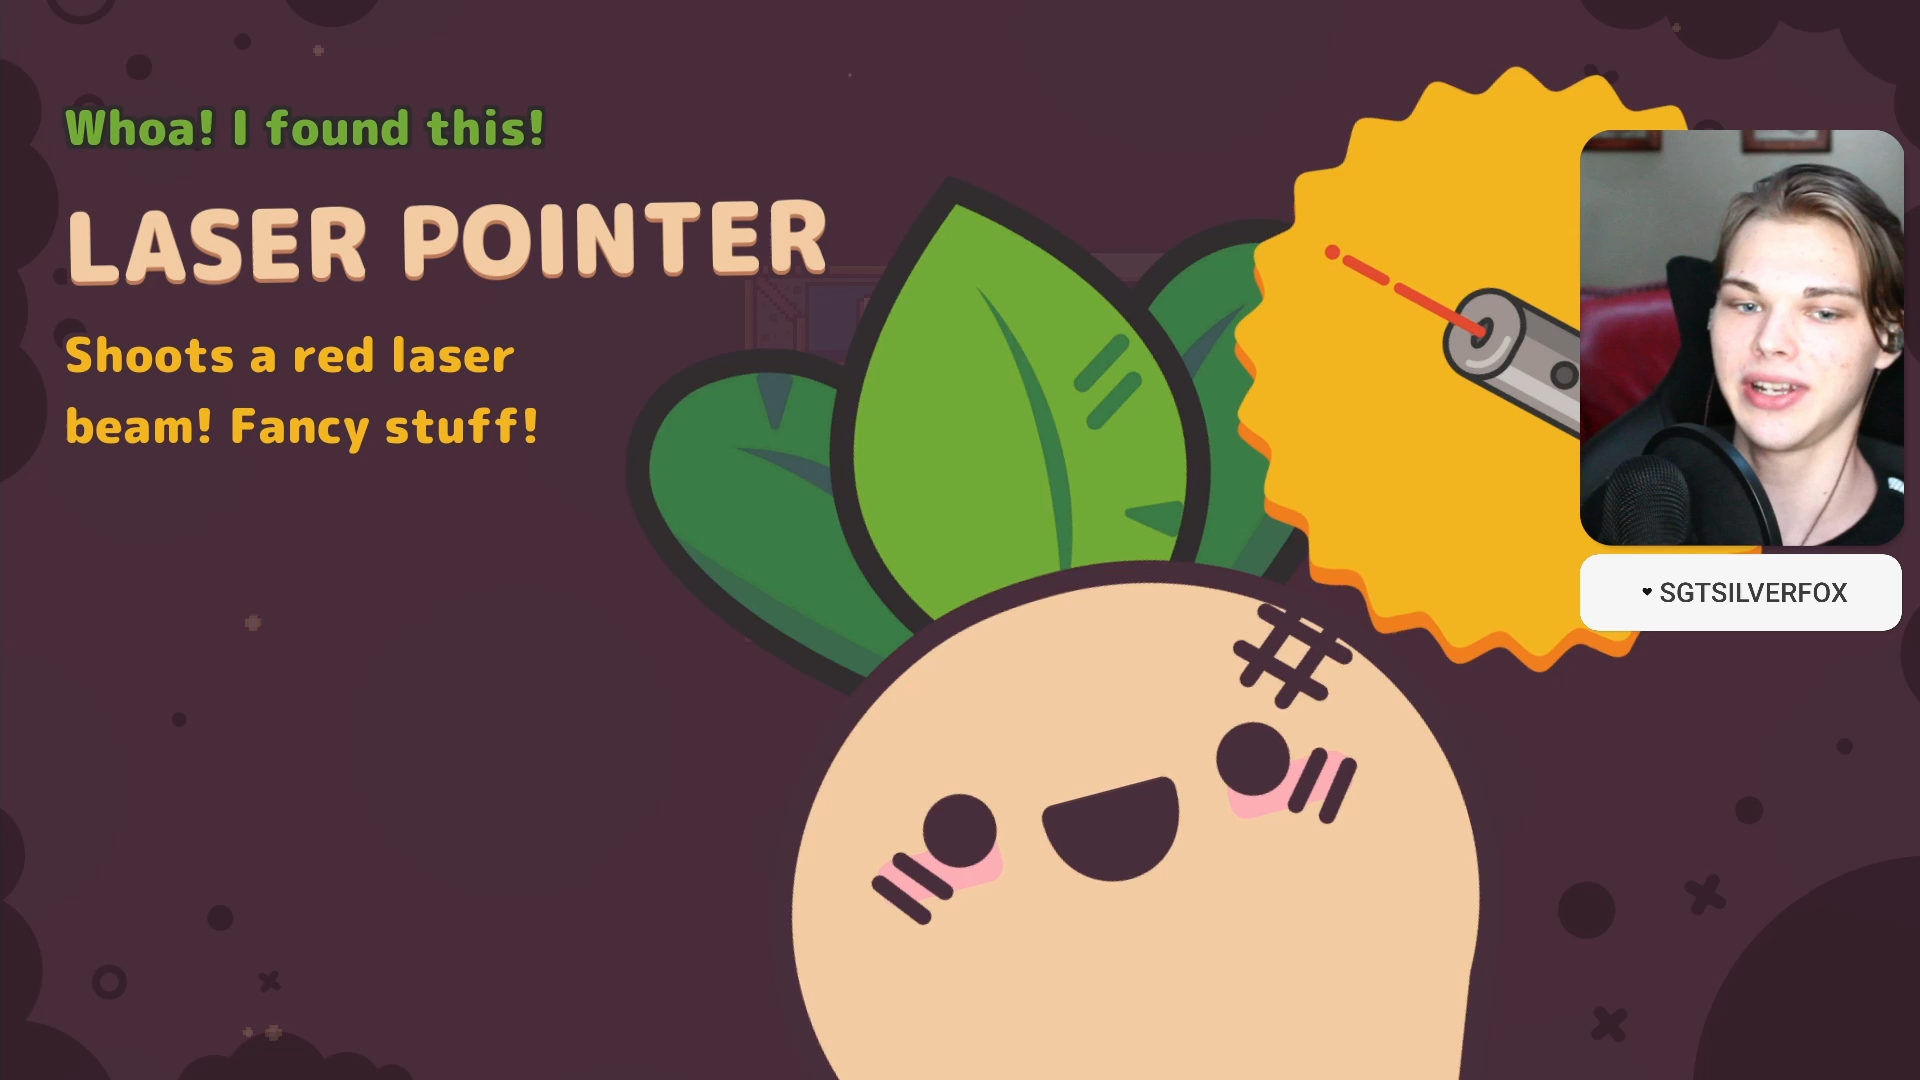 Whoa! I found this!
LASER POINTER
Shoots a red laser
beam! Fancy stuff!
❤ SGTSILVERFOX